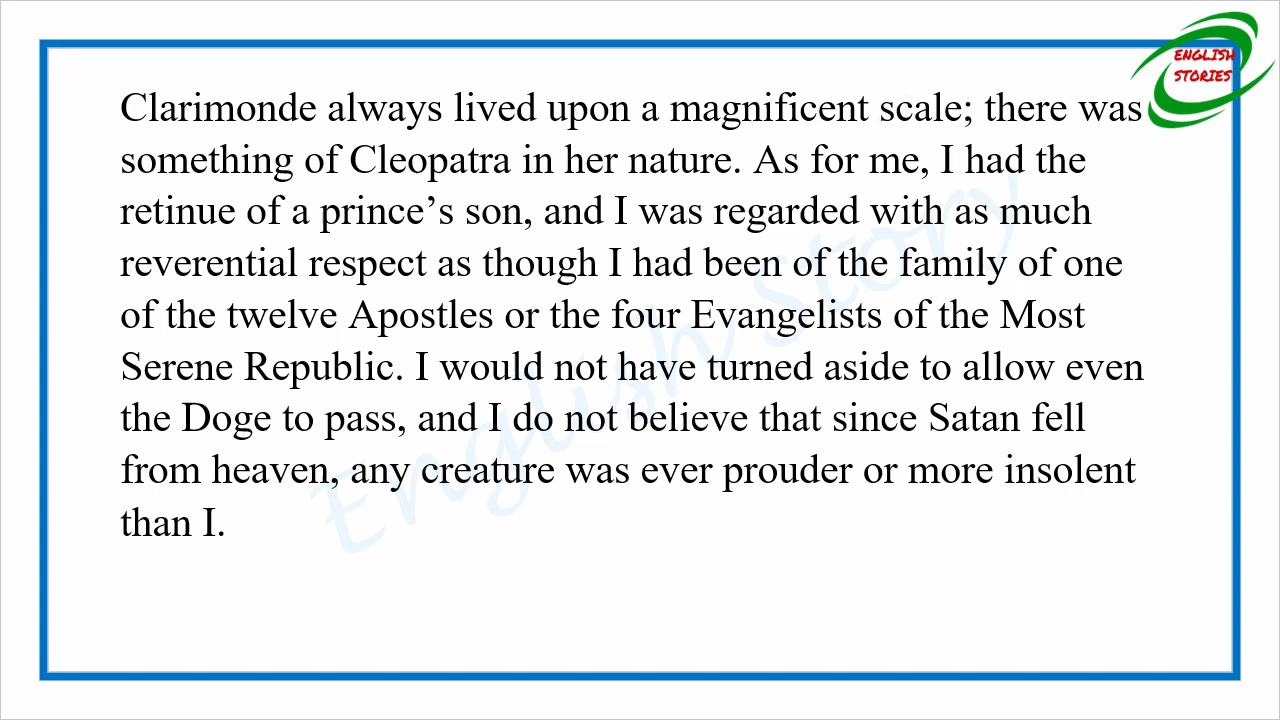 ENGLISH
STORIES
Clarimonde always lived upon a magnificent scale; there was
something of Cleopatra in her nature. As for me, I had the
retinue of a prince’s son, and I was regarded with as much
reverential respect as though I had been of the family of one
of the twelve Apostles or the four Evangelists of the Most
Serene Republic. I would not have turned aside to allow even
the Doge to pass, and I do not believe that since Satan fell
from heaven, any creature was ever prouder or more insolent
than I.
English Story